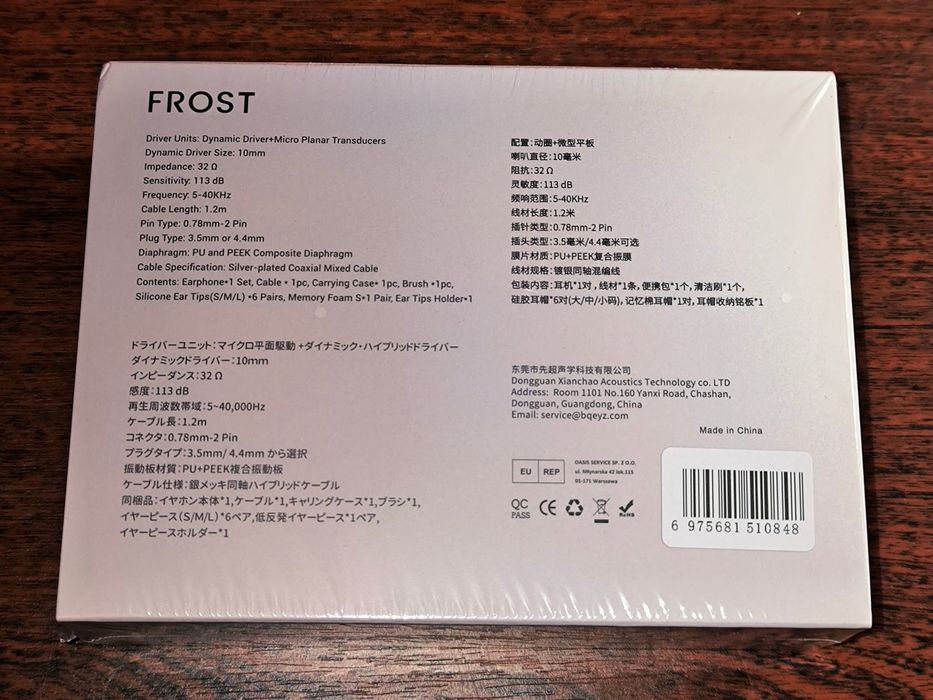 FROST
Driver Units: Dynamic Driver+Micro Planar Transducers
Dynamic Driver Size: 10mm
Impedance: 32 Ω
Sensitivity: 113 dB
Frequency: 5-40KHz
Cable Length: 1.2m
Pin Type: 0.78mm-2 Pin
Plug Type: 3.5mm or 4.4mm
Diaphragm: PU and PEEK Composite Diaphragm
Cable Specification: Silver-plated Coaxial Mixed Cable
Contents: Earphone*1 Set, Cable * 1pc, Carrying Case* 1pc, Brush *1pc,
Silicone Ear Tips(S/M/L) *6 Pairs, Memory Foam S*1 Pair, Ear Tips Holder*1
配置:动圈+微型平板
喇叭直径:10毫米
阻抗:32 Ω
灵敏度:113 dB
频响范围:5-40KHz
线材长度:1.2米
插针类型:0.78mm-2 Pin
插头类型:3.5毫米/4.4毫米可选
膜片材质:PU+PEEK复合振膜
线材规格:镀银同轴混编线
包装内容:耳机*1对,线材*1条,便携包*1个,清洁刷*1个,
硅胶耳帽*6对(大/中/小码),记忆棉耳帽*1对,耳帽收纳铭板*1
ドライバーユニット:マイクロ平面駆動 +ダイナミック・ハイブリッドドライバー
ダイナミックドライバー:10mm
インピーダンス:32 Ω
感度:113 dB
再生周波数帯域:5~40,000Hz
ケーブル長:1.2m
コネクタ:0.78mm-2 Pin
プラグタイプ:3.5mm/ 4.4mm から選択
振動板材質:PU+PEEK複合振動板
ケーブル仕様:銀メッキ同軸ハイブリッドケーブル
同梱品:イヤホン本体*1,ケーブル*1,キャリングケース*1,ブラシ*1,
イヤーピース(S/M/L)*6ペア,低反発イヤーピース*1ペア,
イヤーピースホルダー*1
东莞市先超声学科技有限公司
Dongguan Xianchao Acoustics Technology co. LTD
Address: Room 1101 No.160 Yanxi Road, Chashan,
Dongguan, Guangdong, China
Email: service@bqeyz.com
Made in China
EU REP
OASIS SERVICE SP. Z O.O.
ul. Młynarska 42 lok.115
01-171 Warszawa
QC
PASS
CE
RoHS
6 975681 510848